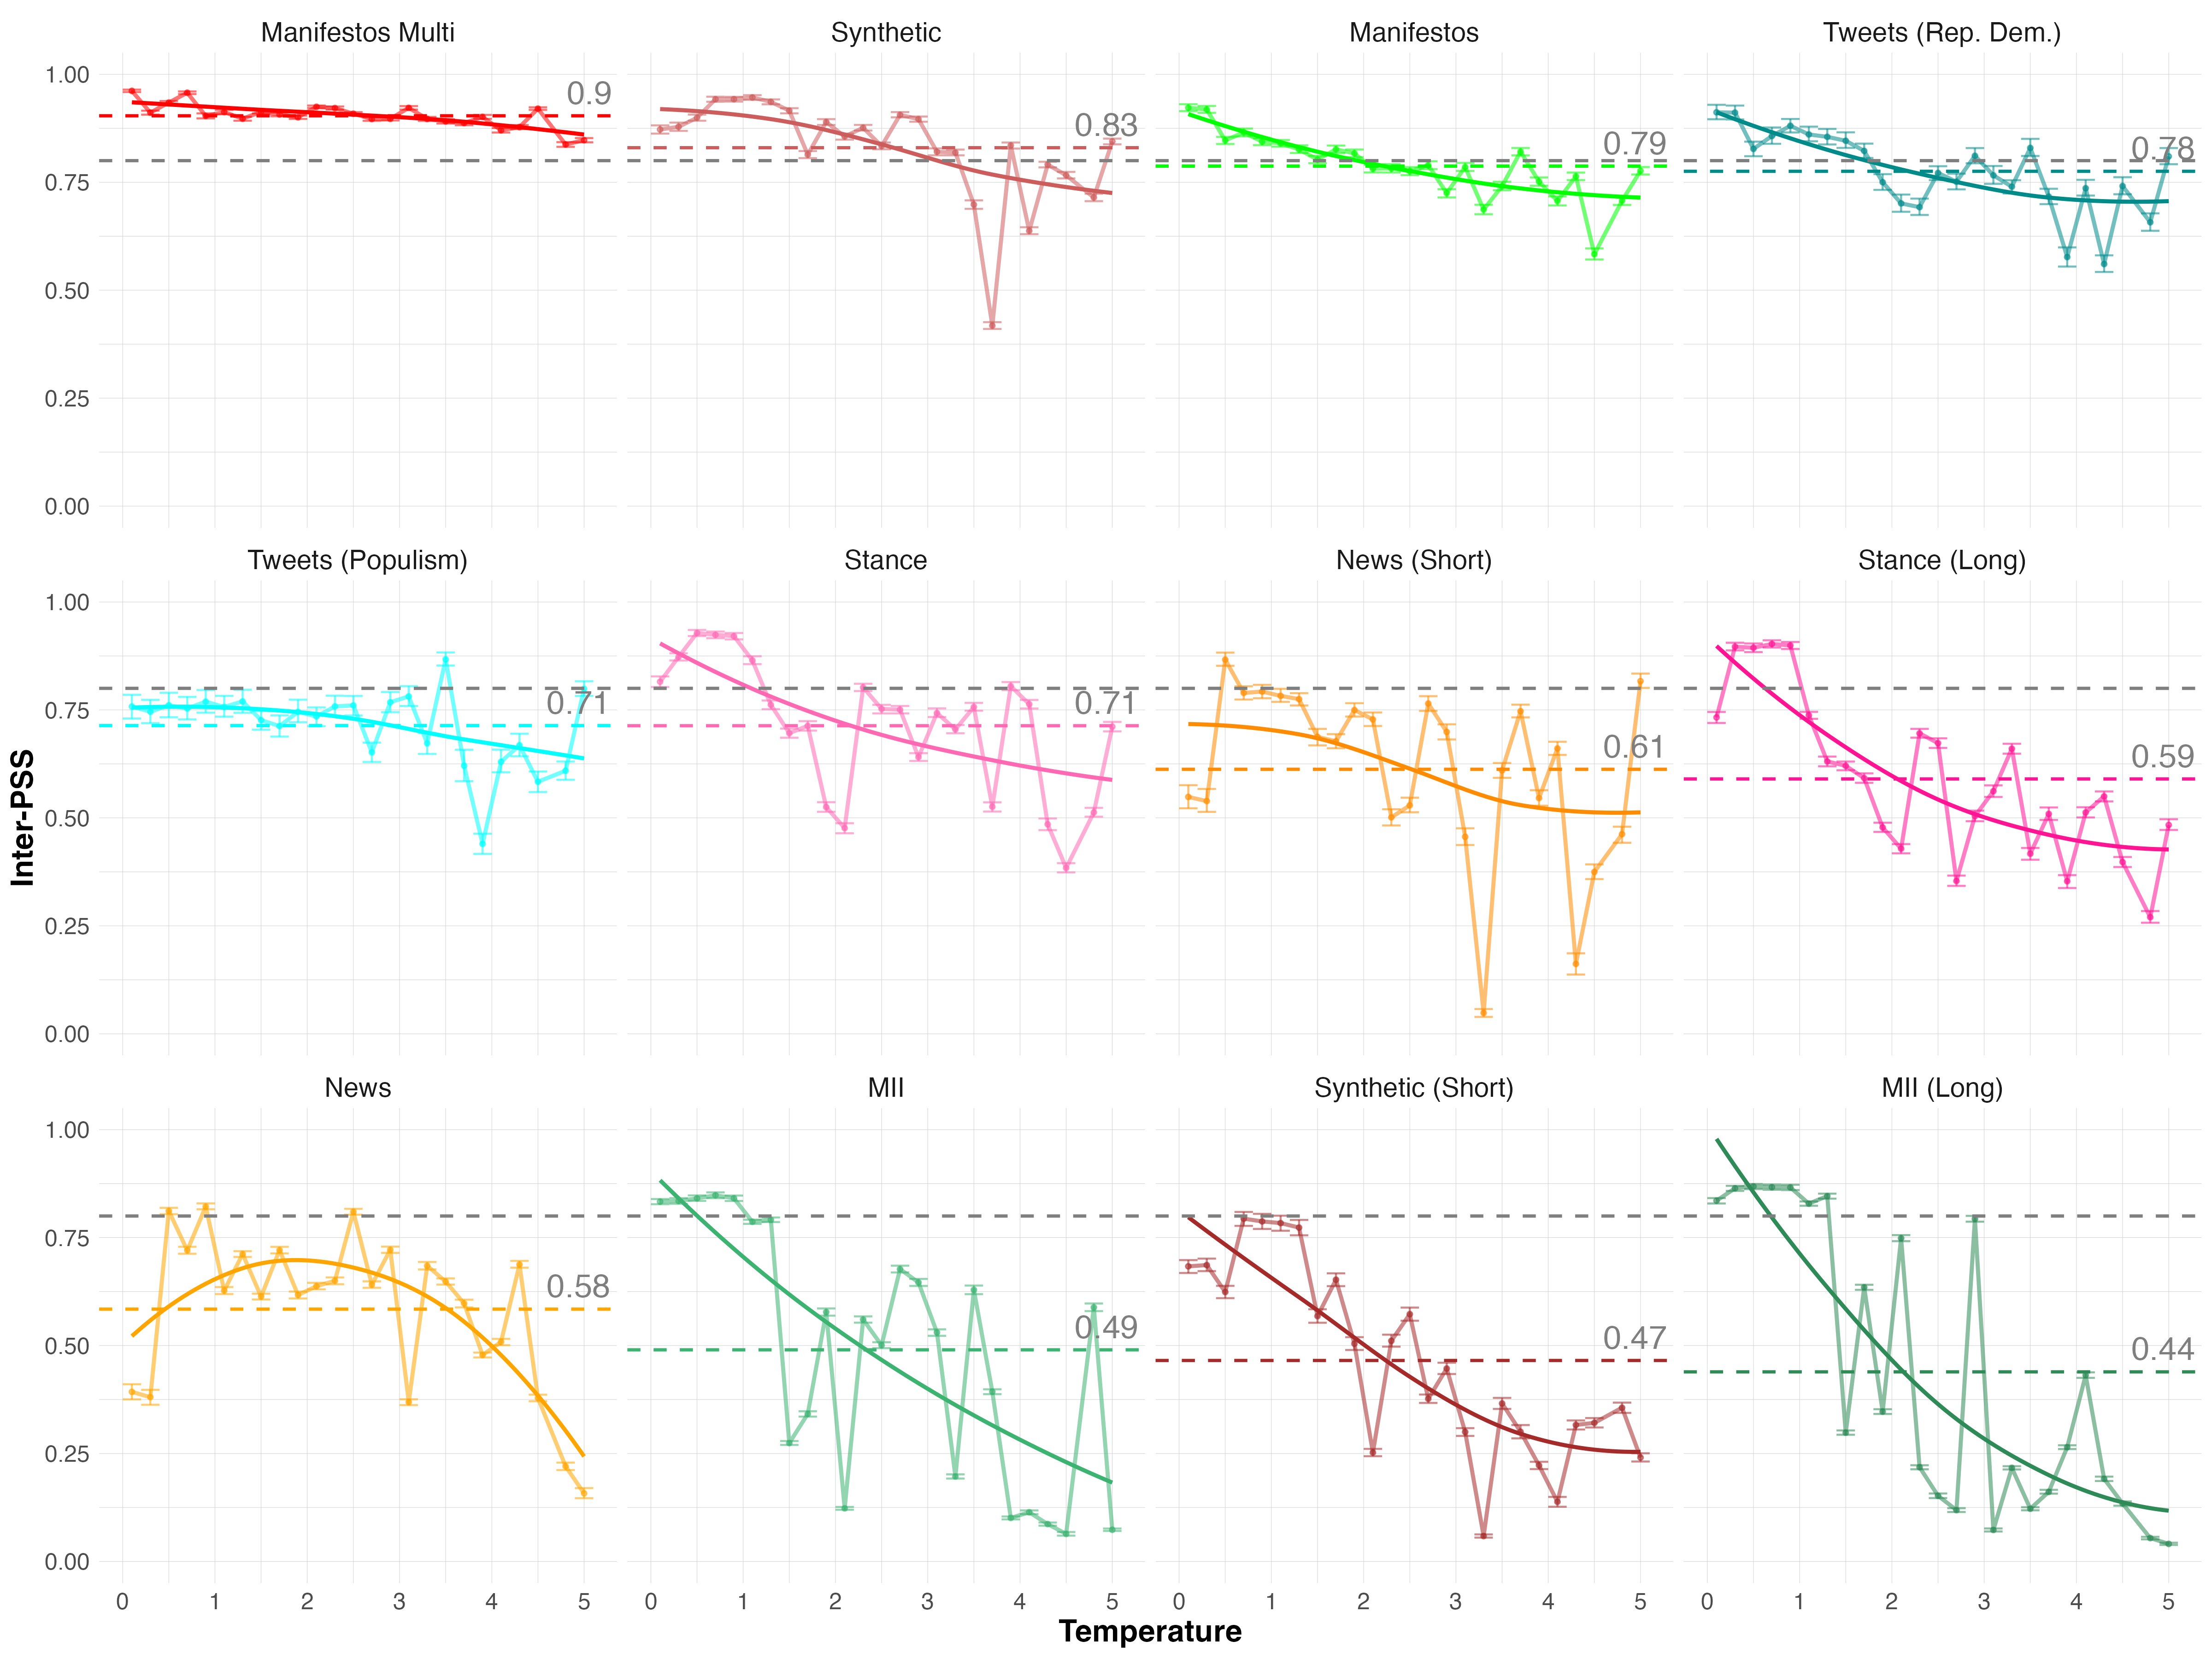 Manifestos Multi
Synthetic
Manifestos
Tweets (Rep. Dem.)
1.00
0.75
0.50
0.25
0.00
0.9
0.83
0.79
0.78
Tweets (Populism)
Stance
News (Short)
Stance (Long)
1.00
0.75
0.50
0.25
0.00
0.71
0.71
0.61
0.59
Inter-PSS
News
MII
Synthetic (Short)
MII (Long)
1.00
0.75
0.50
0.25
0.00
0.58
0.49
0.47
0.44
0 1 2 3 4 5
0 1 2 3 4 5
0 1 2 3 4 5
0 1 2 3 4 5
Temperature